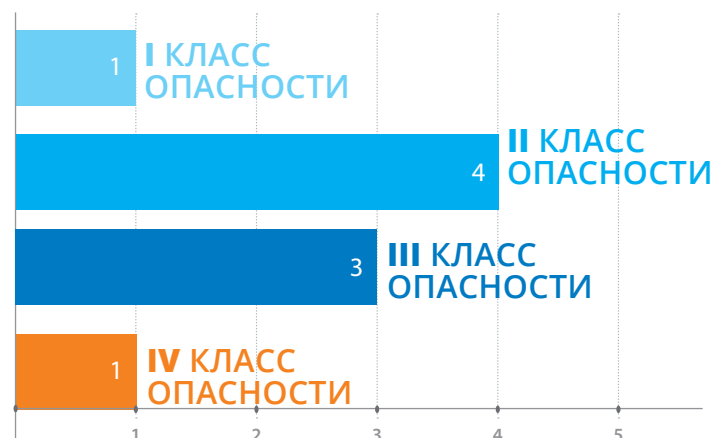 1
I КЛАСС
ОПАСНОСТИ
4
II КЛАСС
ОПАСНОСТИ
3
III КЛАСС
ОПАСНОСТИ
1
IV КЛАСС
ОПАСНОСТИ
1 2 3 4 5